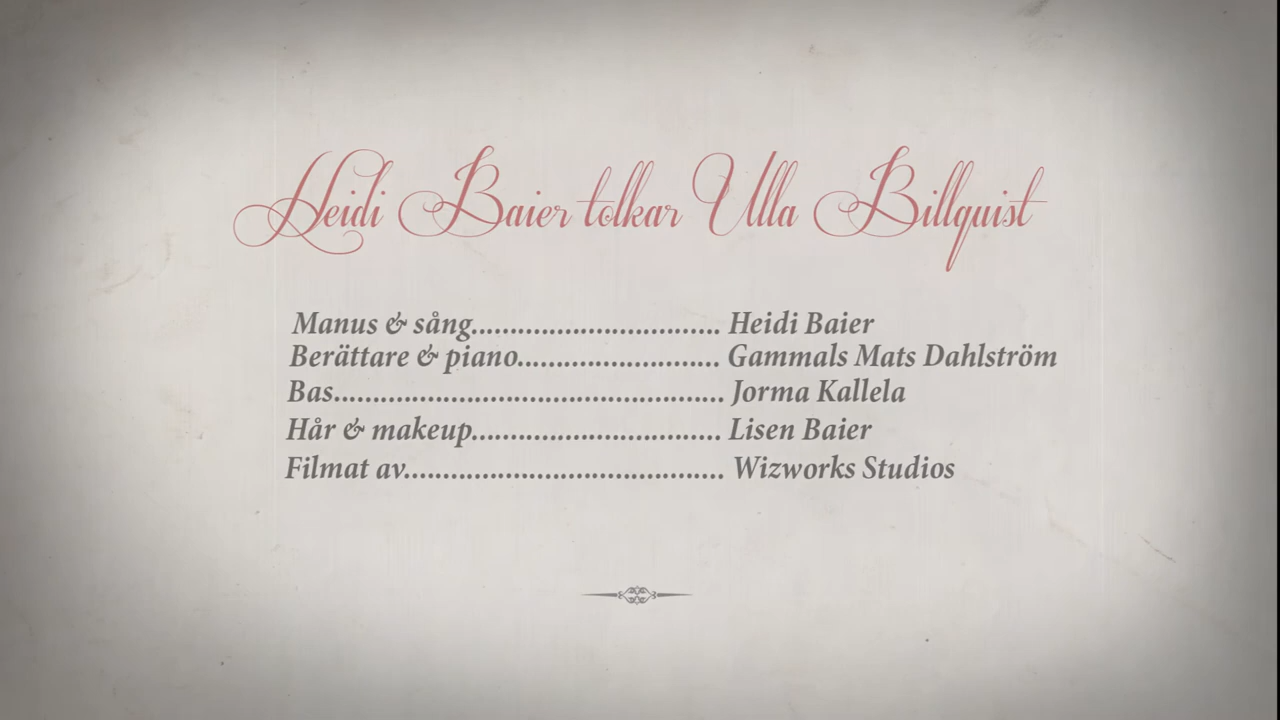 Heidi Baier tolkar Ulla Billquist
Manus & sång................................ Heidi Baier
Berättare & piano.......................... Gammals Mats Dahlström
Bas.................................................. Jorma Kallela
Hår & makeup................................ Lisen Baier
Filmat av......................................... Wizworks Studios